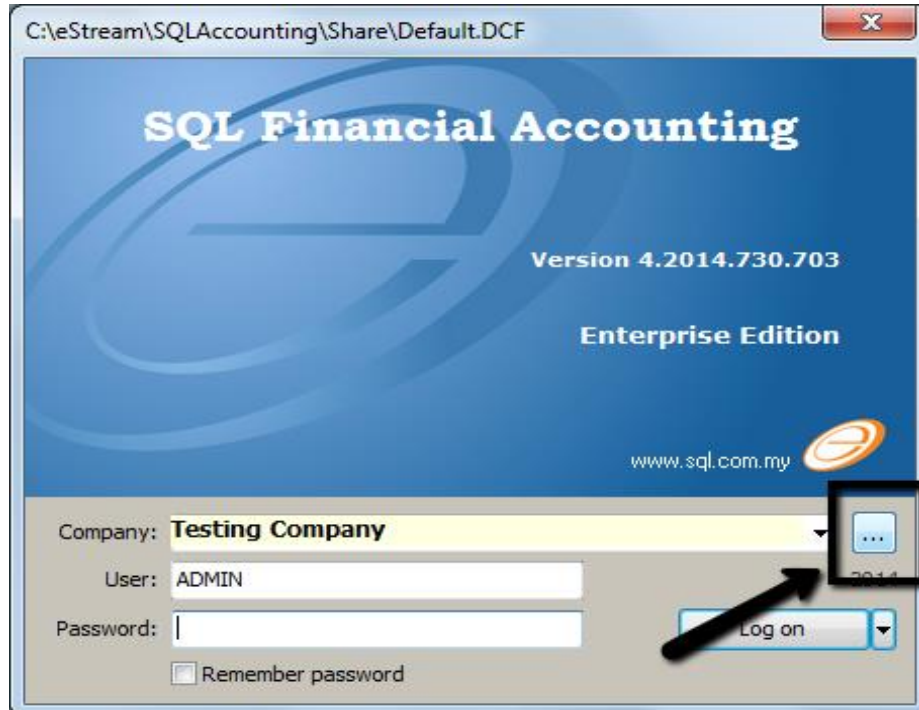 C:\eStream\SQLAccounting\Share\Default.DCF
SQL Financial Accounting
Version 4.2014.730.703
Enterprise Edition
www.sql.com.my
Company: Testing Company ...
User: ADMIN 2014
Password: Log on
Remember password